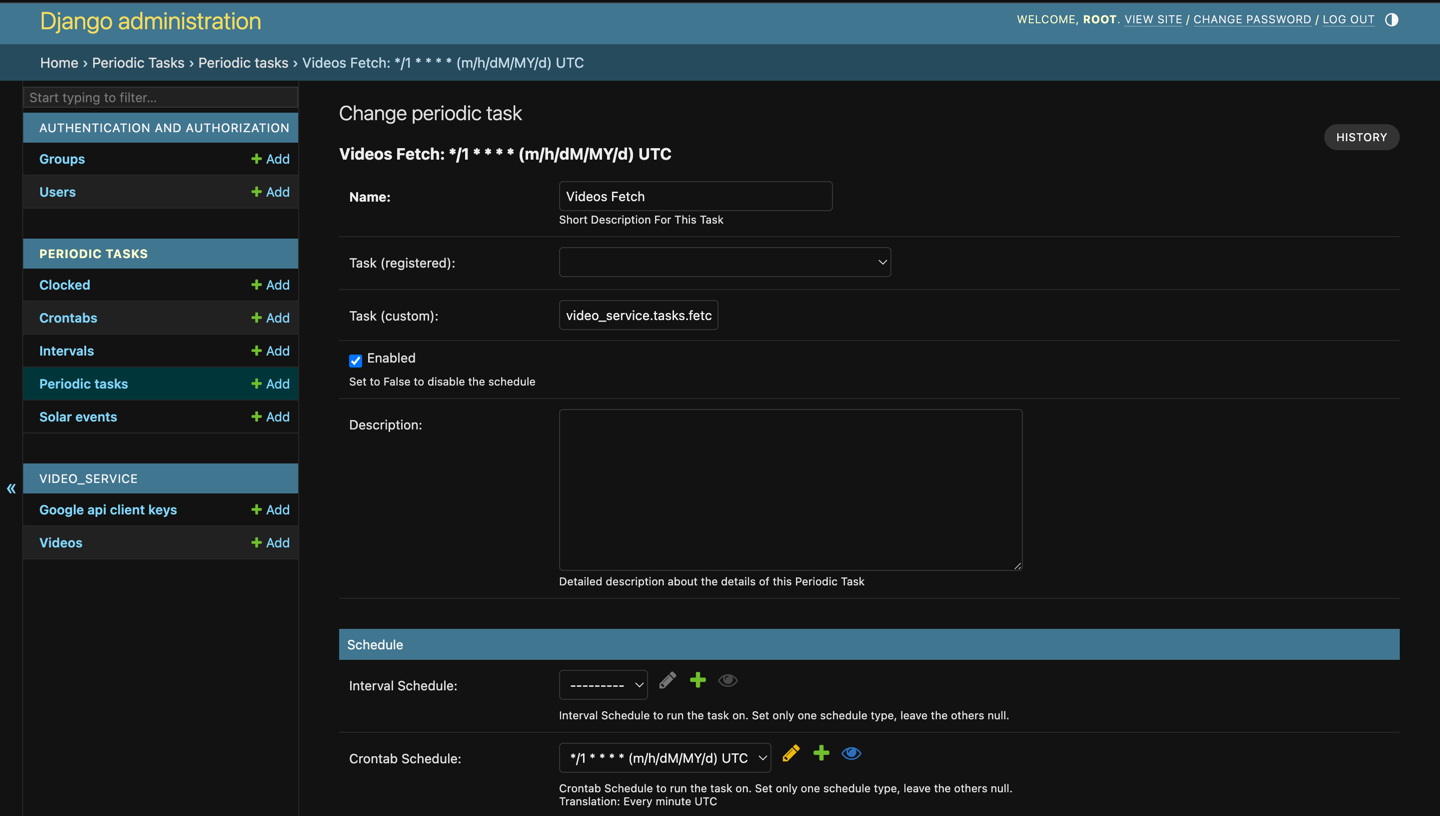 Django administration
WELCOME, ROOT. VIEW SITE / CHANGE PASSWORD / LOG OUT
Home › Periodic Tasks › Periodic tasks › Videos Fetch: */1 * * * * (m/h/dM/MY/d) UTC
Start typing to filter...
AUTHENTICATION AND AUTHORIZATION
Groups + Add
Users + Add
PERIODIC TASKS
Clocked + Add
Crontabs + Add
Intervals + Add
Periodic tasks + Add
Solar events + Add
VIDEO_SERVICE
«
Google api client keys + Add
Videos + Add
Change periodic task
HISTORY
Videos Fetch: */1 * * * * (m/h/dM/MY/d) UTC
Name: Videos Fetch
Short Description For This Task
Task (registered):
Task (custom): video_service.tasks.fetc
Enabled
Set to False to disable the schedule
Description:
Detailed description about the details of this Periodic Task
Schedule
Interval Schedule: ---------
Interval Schedule to run the task on. Set only one schedule type, leave the others null.
Crontab Schedule: */1 * * * * (m/h/dM/MY/d) UTC
Crontab Schedule to run the task on. Set only one schedule type, leave the others null.
Translation: Every minute UTC